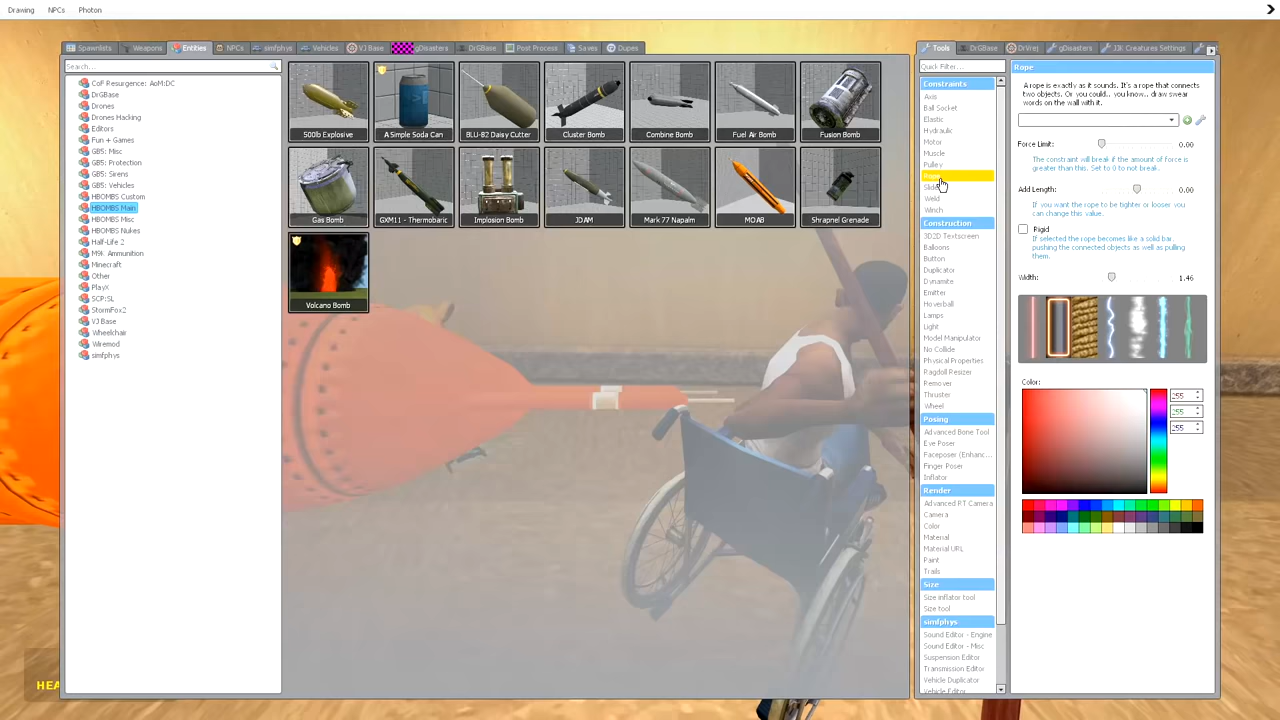 Drawing NPCs Photon
Spawnlists Weapons Entities NPCs simfphys Vehicles VJ Base gDisasters DrGBase Post Process Saves Dupes
Search...
CoF Resurgence: AoM:DC
DrGBase
Drones
Drones Hacking
Editors
Fun + Games
GB5: Misc
GB5: Protection
GB5: Sirens
GB5: Vehicles
HBOMBS Custom
HBOMBS Main
HBOMBS Misc
HBOMBS Nukes
Half-Life 2
M9K Ammunition
Minecraft
Other
PlayX
SCP:SL
StormFox2
VJ Base
Wheelchair
Wiremod
simfphys
500lb Explosive
A Simple Soda Can
BLU-82 Daisy Cutter
Cluster Bomb
Combine Bomb
Fuel Air Bomb
Fusion Bomb
Gas Bomb
GXM11 - Thermobaric
Implosion Bomb
JDAM
Mark 77 Napalm
MOAB
Shrapnel Grenade
Volcano Bomb
HEA
Tools DrGBase gDisasters J3K Creatures Settings
Quick Filter...
Constraints
Axis
Ball Socket
Elastic
Hydraulic
Motor
Muscle
Pulley
Rope
Weld
Winch
Construction
3D2D Textscreen
Balloons
Button
Duplicator
Dynamite
Emitter
Hoverball
Lamps
Light
Model Manipulator
No Collide
Physical Properties
Ragdoll Resizer
Remover
Thruster
Wheel
Posing
Advanced Bone Tool
Eye Poser
Faceposer (Enhanc...
Finger Poser
Inflator
Render
Advanced RT Camera
Camera
Color
Material
Material URL
Paint
Trails
Size
Size inflator tool
Size tool
simfphys
Sound Editor - Engine
Sound Editor - Misc
Suspension Editor
Transmission Editor
Vehicle Duplicator
Vehicle Editor
Rope
A rope is exactly as it sounds. It's a rope that connects
two objects. Or you could... you know.. draw swear
words on the wall with it.
Force Limit: 0.00
The constraint will break if the amount of force is
greater than this. Set to 0 to not break.
Add Length: 0.00
If you want the rope to be tighter or looser you
can change this value.
Rigid
If selected the rope becomes like a solid bar,
pushing the connected objects as well as pulling
them.
Width: 1.46
Color:
255
255
255